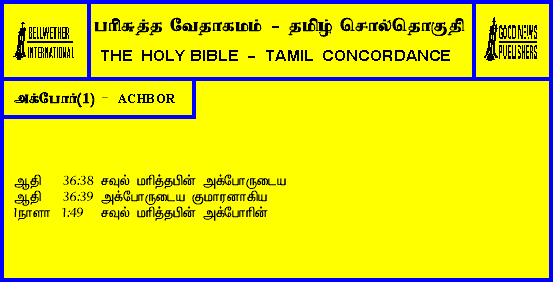 BELLWETHER
INTERNATIONAL
பரிசுத்த வேதாகமம் - தமிழ் சொல்தொகுதி
THE HOLY BIBLE - TAMIL CONCORDANCE
GOOD NEWS
PUBLISHERS
அக்போர்(1) - ACHBOR
ஆதி 36:38 சவுல் மரித்தபின் அக்போருடைய
ஆதி 36:39 அக்போருடைய குமாரனாகிய
1நாளா 1:49 சவுல் மரித்தபின் அக்போரின்